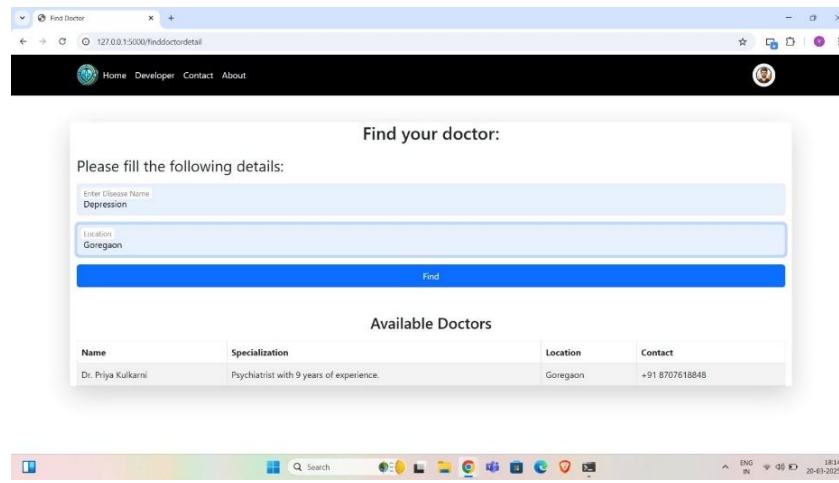 Find Doctor
127.0.0.1:5000/finddoctordetail
Home Developer Contact About
Find your doctor:
Please fill the following details:
Enter Disease Name
Depression
Location
Goregaon
Find
Available Doctors
Name Specialization Location Contact
Dr. Priya Kulkarni Psychiatrist with 9 years of experience. Goregaon +91 8707618848
Search
ENG
IN
20-03-2025